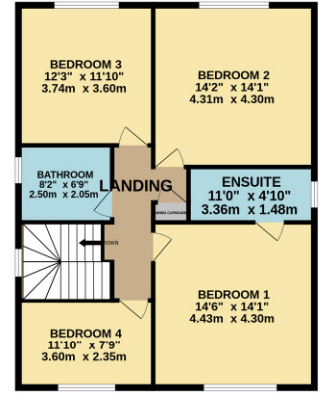 BEDROOM 3
12'3" x 11'10"
3.74m x 3.60m
BEDROOM 2
14'2" x 14'1"
4.31m x 4.30m
BATHROOM
8'2" x 6'9"
2.50m x 2.05m
LANDING
ENSUITE
11'0" x 4'10"
3.36m x 1.48m
AIRING CUPBOARD
DOWN
BEDROOM 1
14'6" x 14'1"
4.43m x 4.30m
BEDROOM 4
11'10" x 7'9"
3.60m x 2.35m